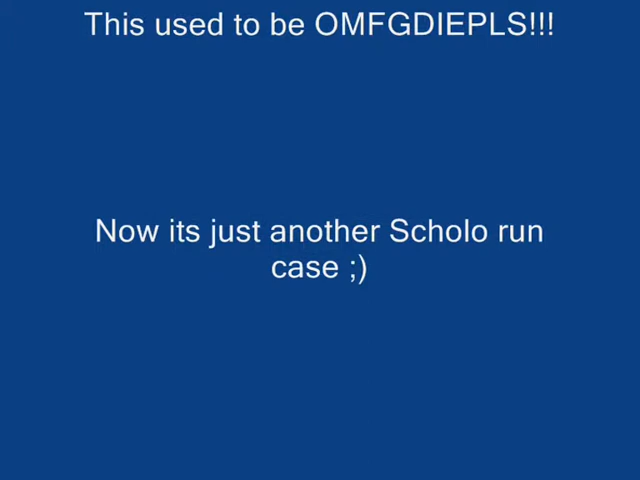 This used to be OMFGDIEPLS!!!
Now its just another Scholo run
case ;)